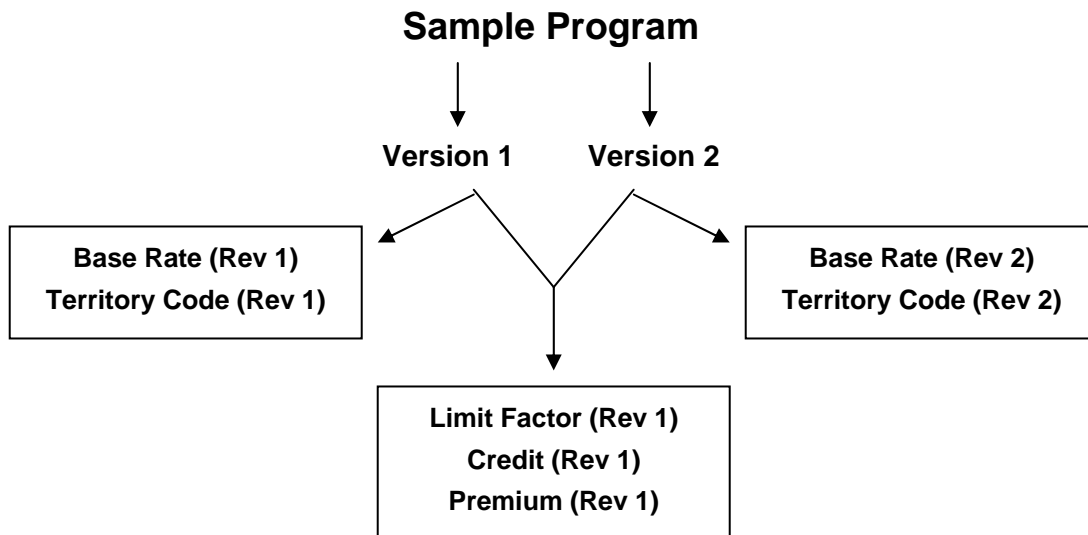 Sample Program
Version 1
Version 2
Base Rate (Rev 1)
Territory Code (Rev 1)
Base Rate (Rev 2)
Territory Code (Rev 2)
Limit Factor (Rev 1)
Credit (Rev 1)
Premium (Rev 1)